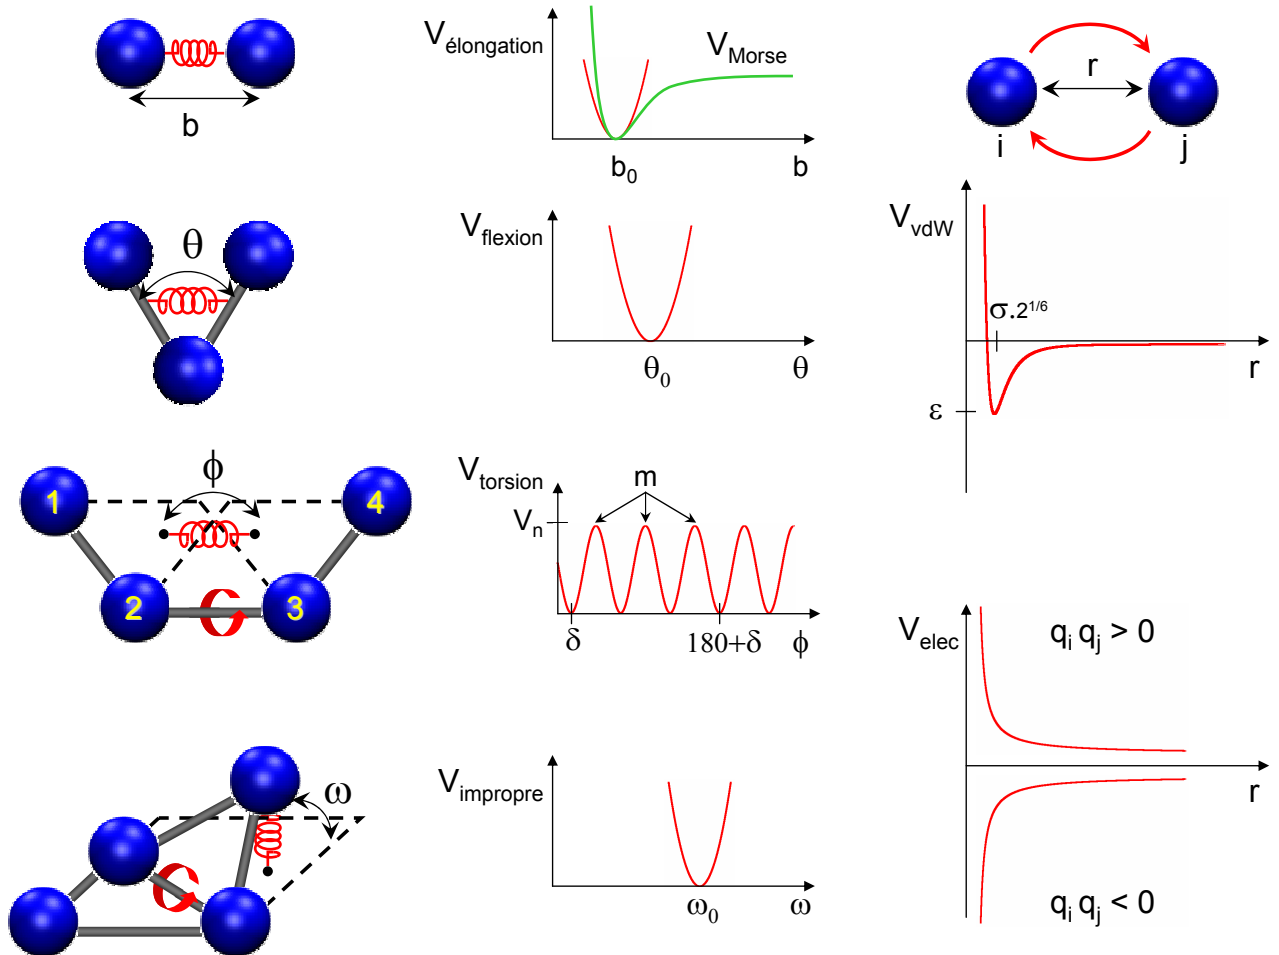 b
V_élongation
V_Morse
b_0
b
r
i
j
θ
V_flexion
θ_0
θ
V_vdW
σ.2^1/6
r
ε
ϕ
1
4
2
3
V_torsion
m
V_n
δ
180+δ
ϕ
V_elec
q_i q_j > 0
r
q_i q_j < 0
ω
V_impropre
ω_0
ω